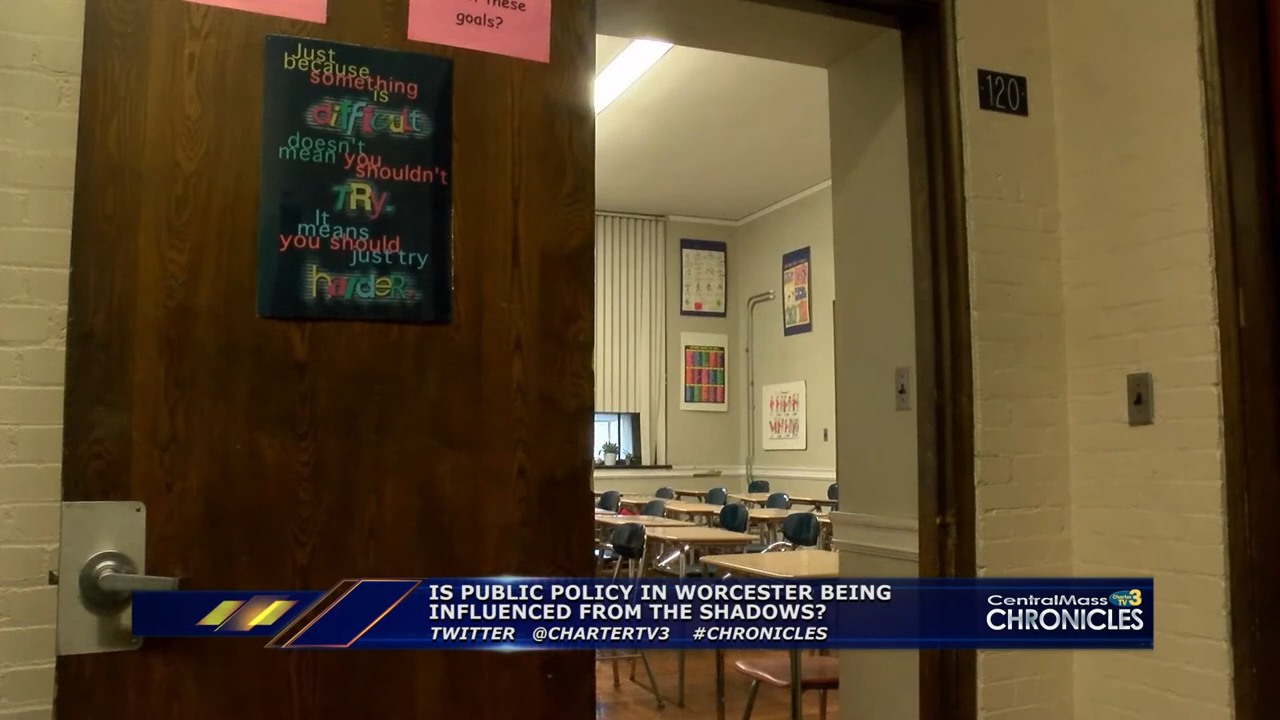 these
goals?
Just
because
something
is
difficult
doesn't
mean you
shouldn't
TRy.
It
means
you should
just try
harder.
120
IS PUBLIC POLICY IN WORCESTER BEING
INFLUENCED FROM THE SHADOWS?
TWITTER @CHARTERTV3 #CHRONICLES
CentralMass
Charter
TV3
CHRONICLES